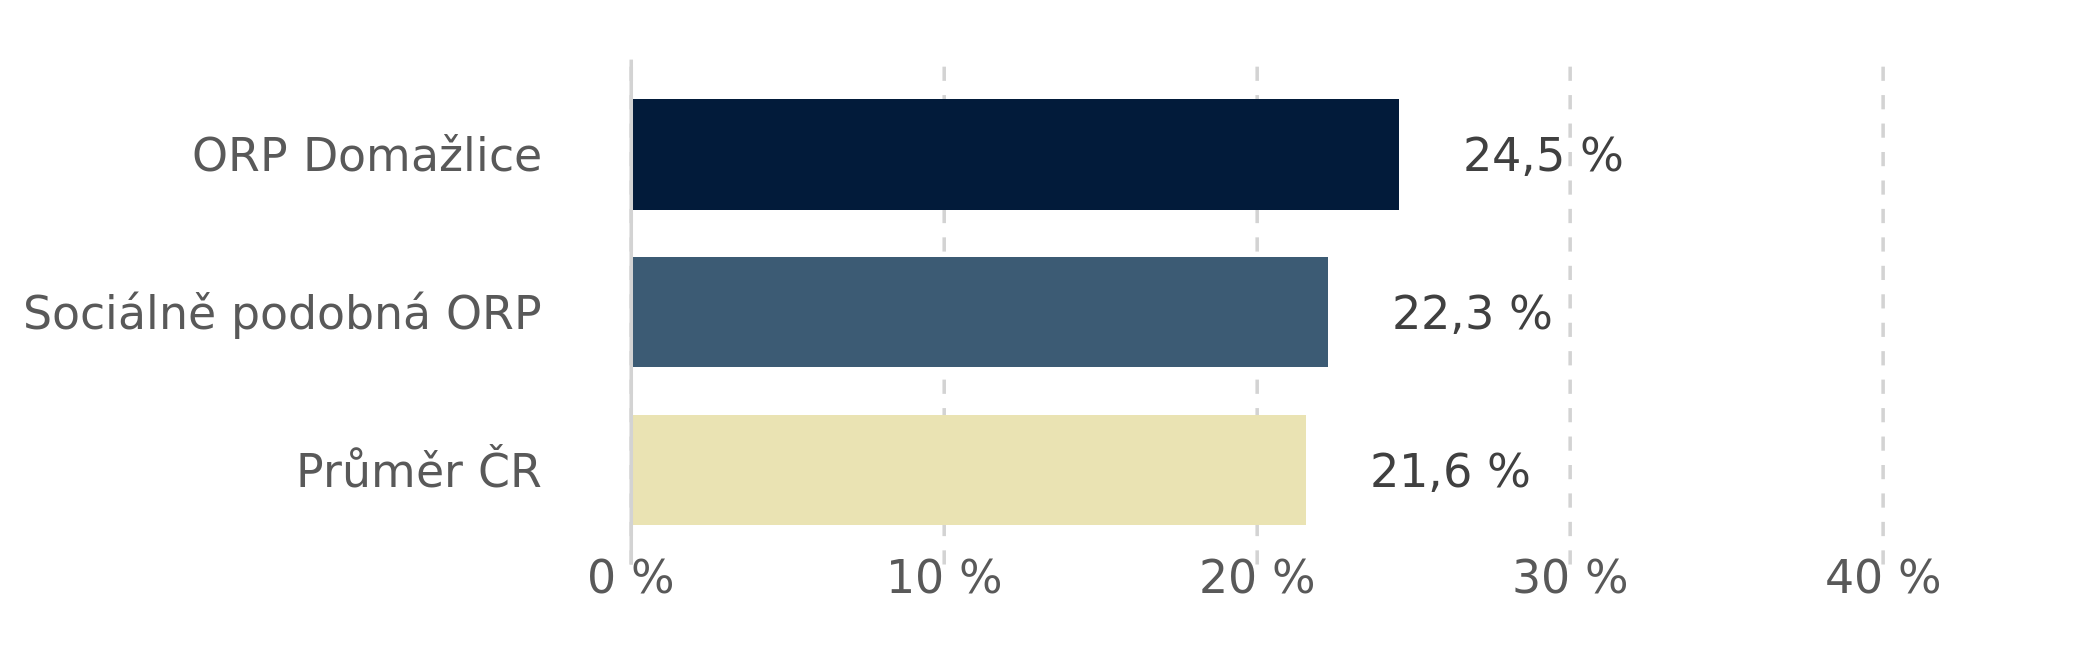 ORP Domažlice
24,5 %
Sociálně podobná ORP
22,3 %
Průměr ČR
21,6 %
0 % 10 % 20 % 30 % 40 %